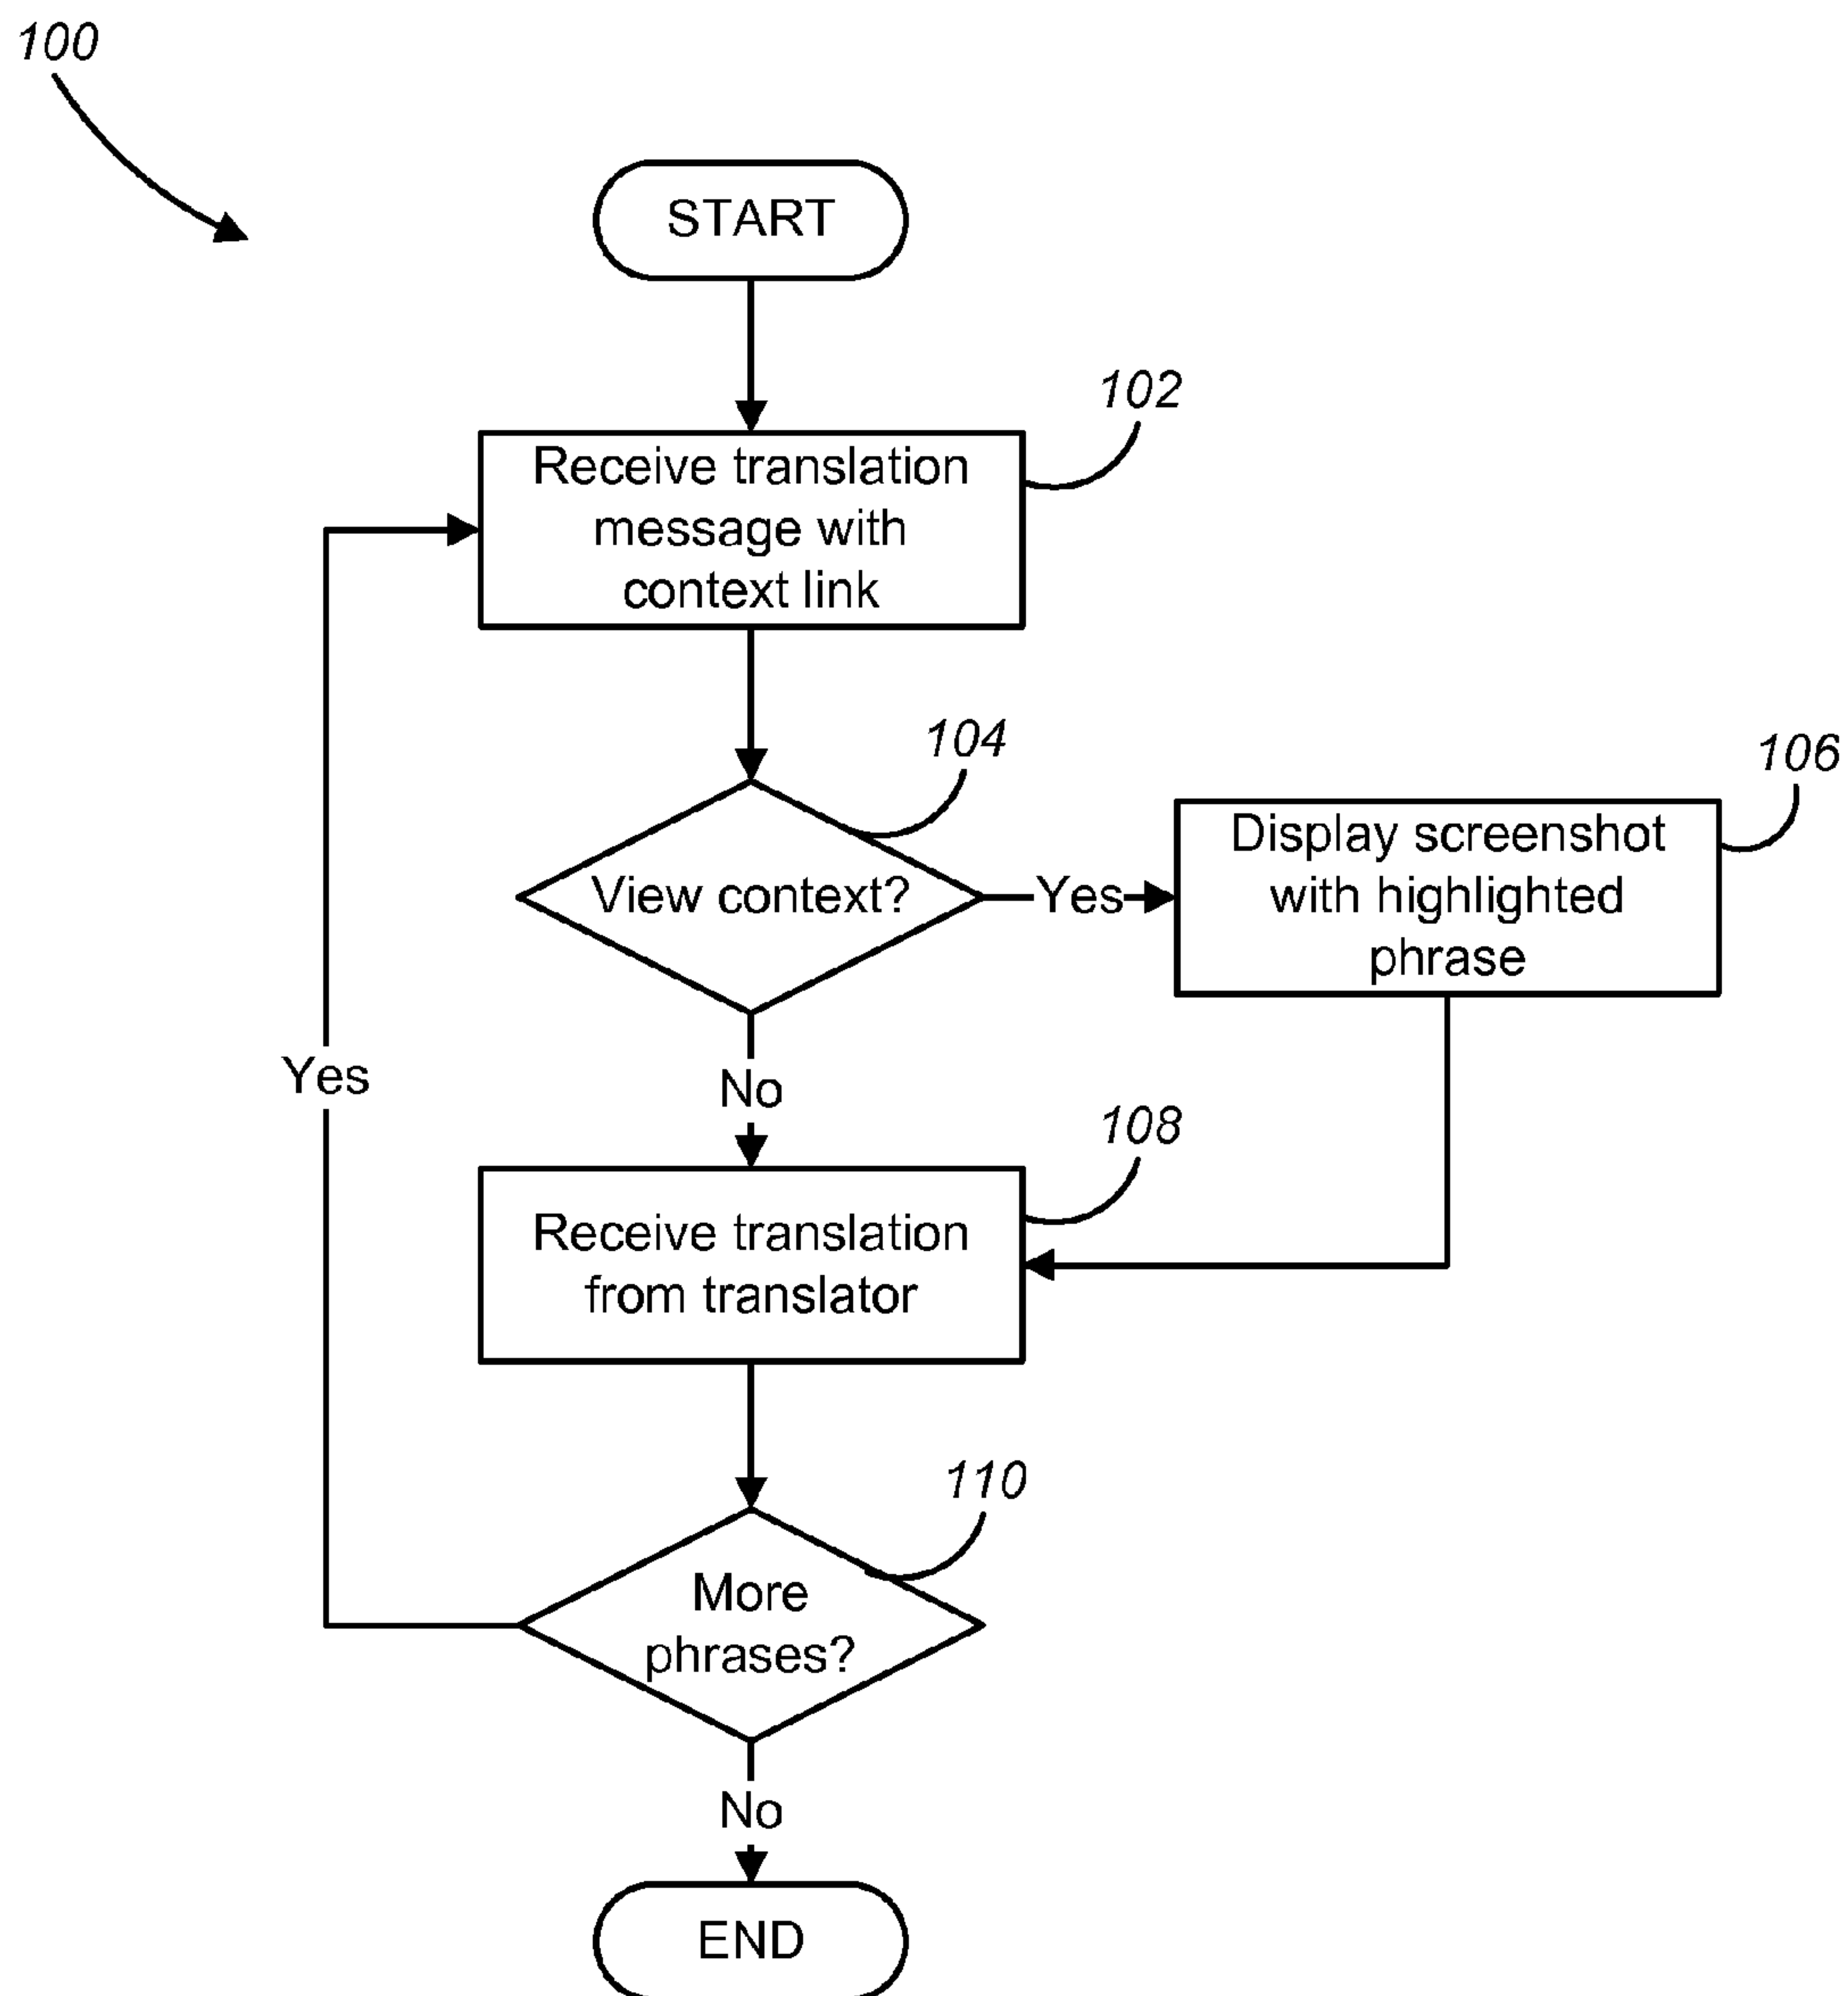 100
START
102
Receive translation
message with
context link
104
106
View context?
Yes
Display screenshot
with highlighted
phrase
Yes
No
108
Receive translation
from translator
110
More
phrases?
No
END